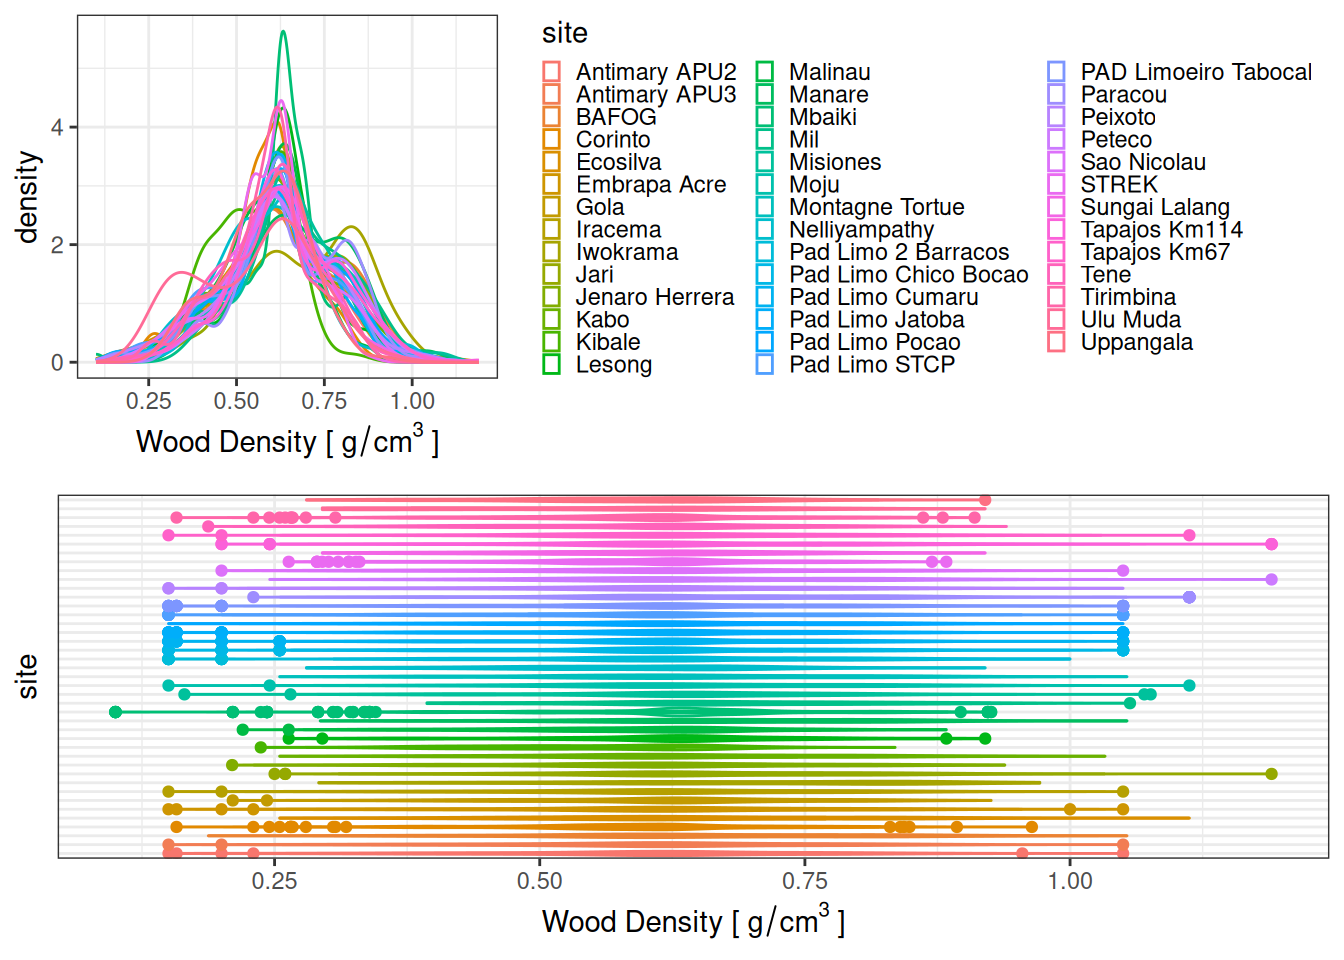 site
Antimary APU2
Antimary APU3
BAFOG
Corinto
Ecosilva
Embrapa Acre
Gola
Iracema
Iwokrama
Jari
Jenaro Herrera
Kabo
Kibale
Lesong
Malinau
Manare
Mbaiki
Mil
Misiones
Moju
Montagne Tortue
Nelliyampathy
Pad Limo 2 Barracos
Pad Limo Chico Bocao
Pad Limo Cumaru
Pad Limo Jatoba
Pad Limo Pocao
Pad Limo STCP
PAD Limoeiro Tabocal
Paracou
Peixoto
Peteco
Sao Nicolau
STREK
Sungai Lalang
Tapajos Km114
Tapajos Km67
Tene
Tirimbina
Ulu Muda
Uppangala
density
4
2
0
0.25 0.50 0.75 1.00
Wood Density [ g/cm³ ]
site
0.25 0.50 0.75 1.00
Wood Density [ g/cm³ ]